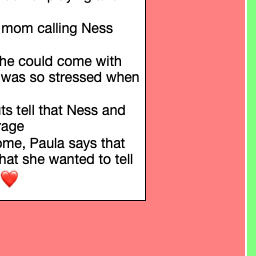 mom calling Ness
he could come with
was so stressed when
ts tell that Ness and
rage
ome, Paula says that
hat she wanted to tell
❤️